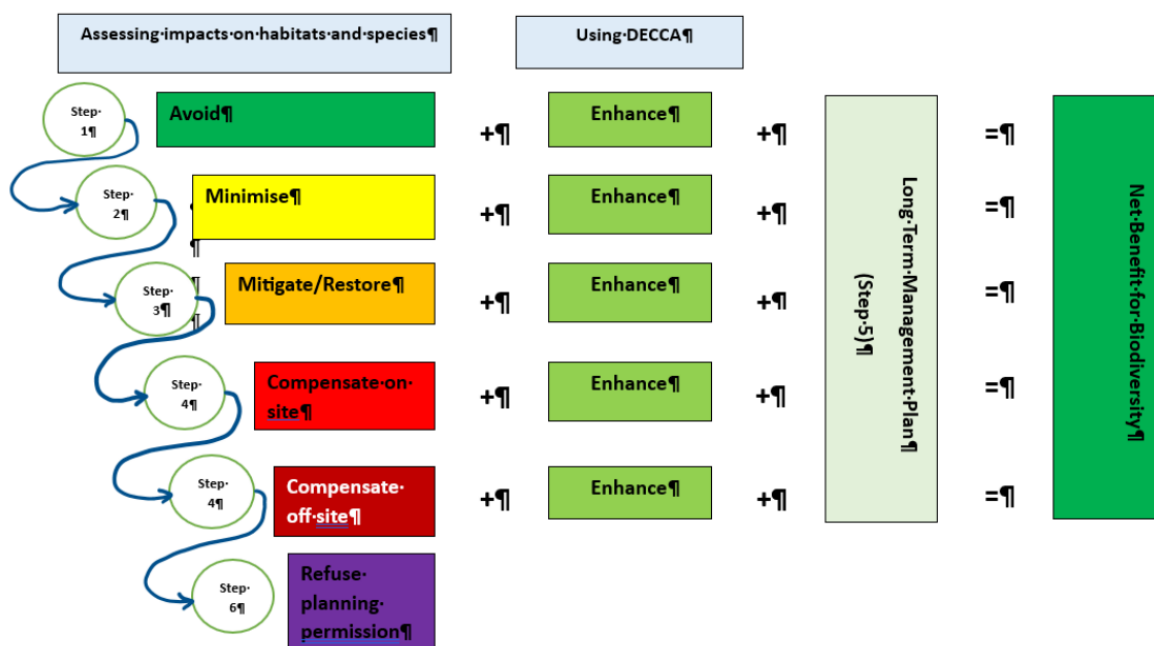 Assessing·impacts·on·habitats·and·species¶
Using·DECCA¶
Step·
1¶
Avoid¶
+¶
Enhance¶
+¶
=¶
Step·
2¶
Minimise¶
¶
¶
+¶
Enhance¶
+¶
=¶
Step·
3¶
¶
¶
Mitigate/Restore¶
+¶
Enhance¶
+¶
=¶
Step·
4¶
Compensate·on·
site¶
+¶
Enhance¶
+¶
=¶
Step·
4¶
Compensate·
off·site¶
+¶
Enhance¶
+¶
=¶
Step·
6¶
Refuse·
planning·
permission¶
Long·Term·Management·Plan¶
(Step·5)¶
Net·Benefit·for·Biodiversity¶